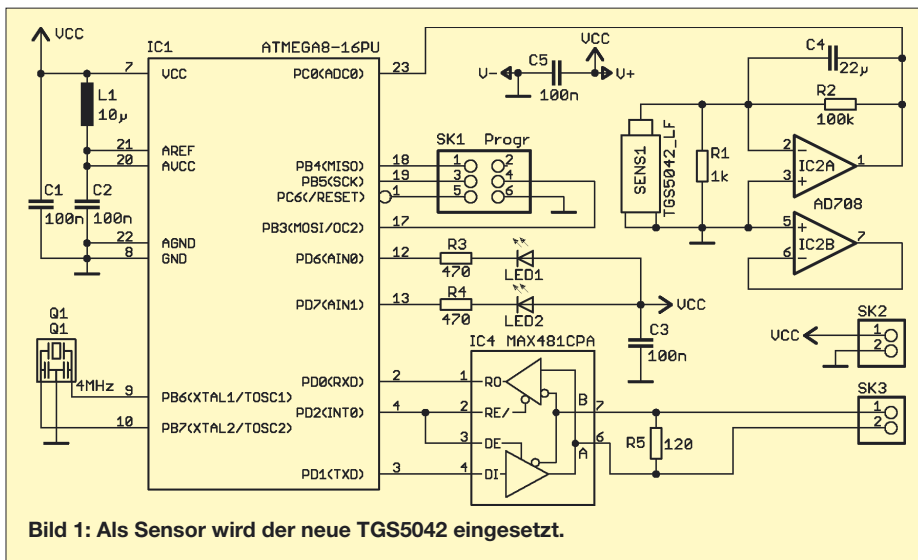 VCC
IC1
ATMEGA8-16PU
7
VCC
PC0(ADC0)
23
L1
10µ
21
AREF
20
AVCC
C1
100n
C2
100n
22
AGND
8
GND
PB4(MISO)
18
PB5(SCK)
19
PC6(/RESET)
1
PB3(MOSI/OC2)
17
PD6(AIN0)
12
PD7(AIN1)
13
PD0(RXD)
2
PD2(INT0)
4
PD1(TXD)
3
Q1
Q1
4MHz
9
PB6(XTAL1/TOSC1)
10
PB7(XTAL2/TOSC2)
SK1 Progr
1 2
3 4
5 6
R3
470
LED1
R4
470
LED2
VCC
C3
100n
V-
C5
100n
VCC
V+
C4
22µ
R2
100k
SENS1
TGS5042_LF
R1
1k
2
3
1
IC2A
AD708
5
6
7
IC2B
IC4 MAX481CPA
1
RO
2
RE/
3
DE
4
DI
B
7
A
6
R5
120
SK2
VCC
1
2
SK3
1
2
Bild 1: Als Sensor wird der neue TGS5042 eingesetzt.